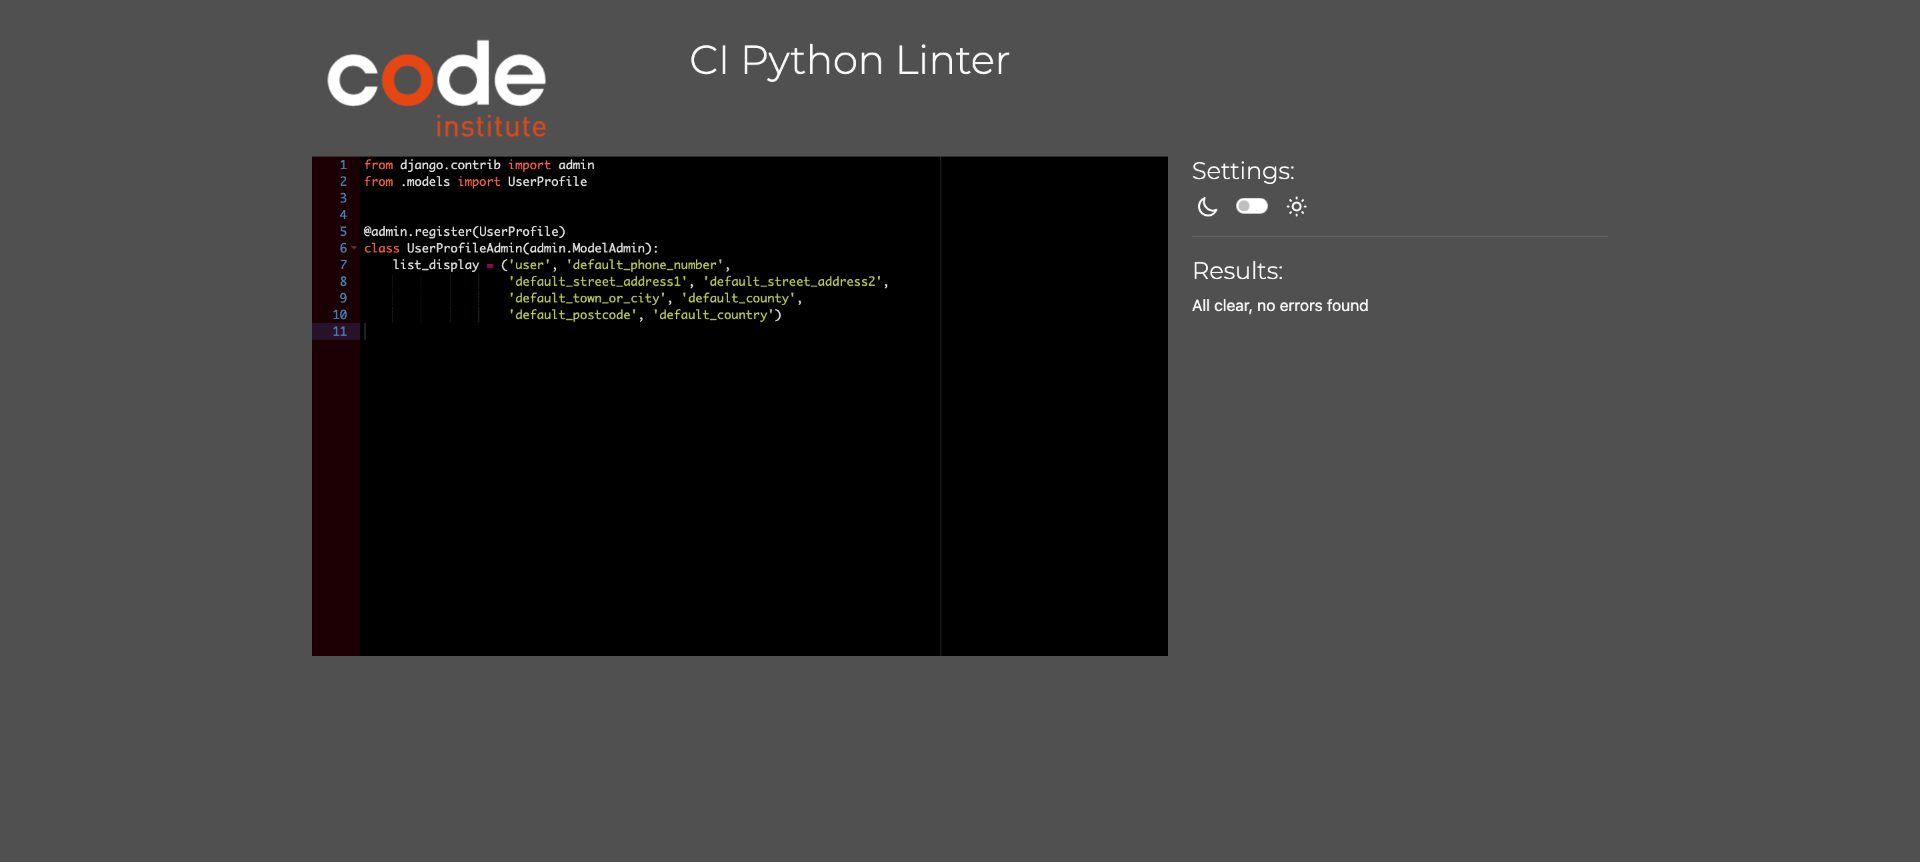 code
institute
CI Python Linter
1 from django.contrib import admin
2 from .models import UserProfile
3
4
5 @admin.register(UserProfile)
6 class UserProfileAdmin(admin.ModelAdmin):
7 list_display = ('user', 'default_phone_number',
8 'default_street_address1', 'default_street_address2',
9 'default_town_or_city', 'default_county',
10 'default_postcode', 'default_country')
11
Settings:
Results:
All clear, no errors found